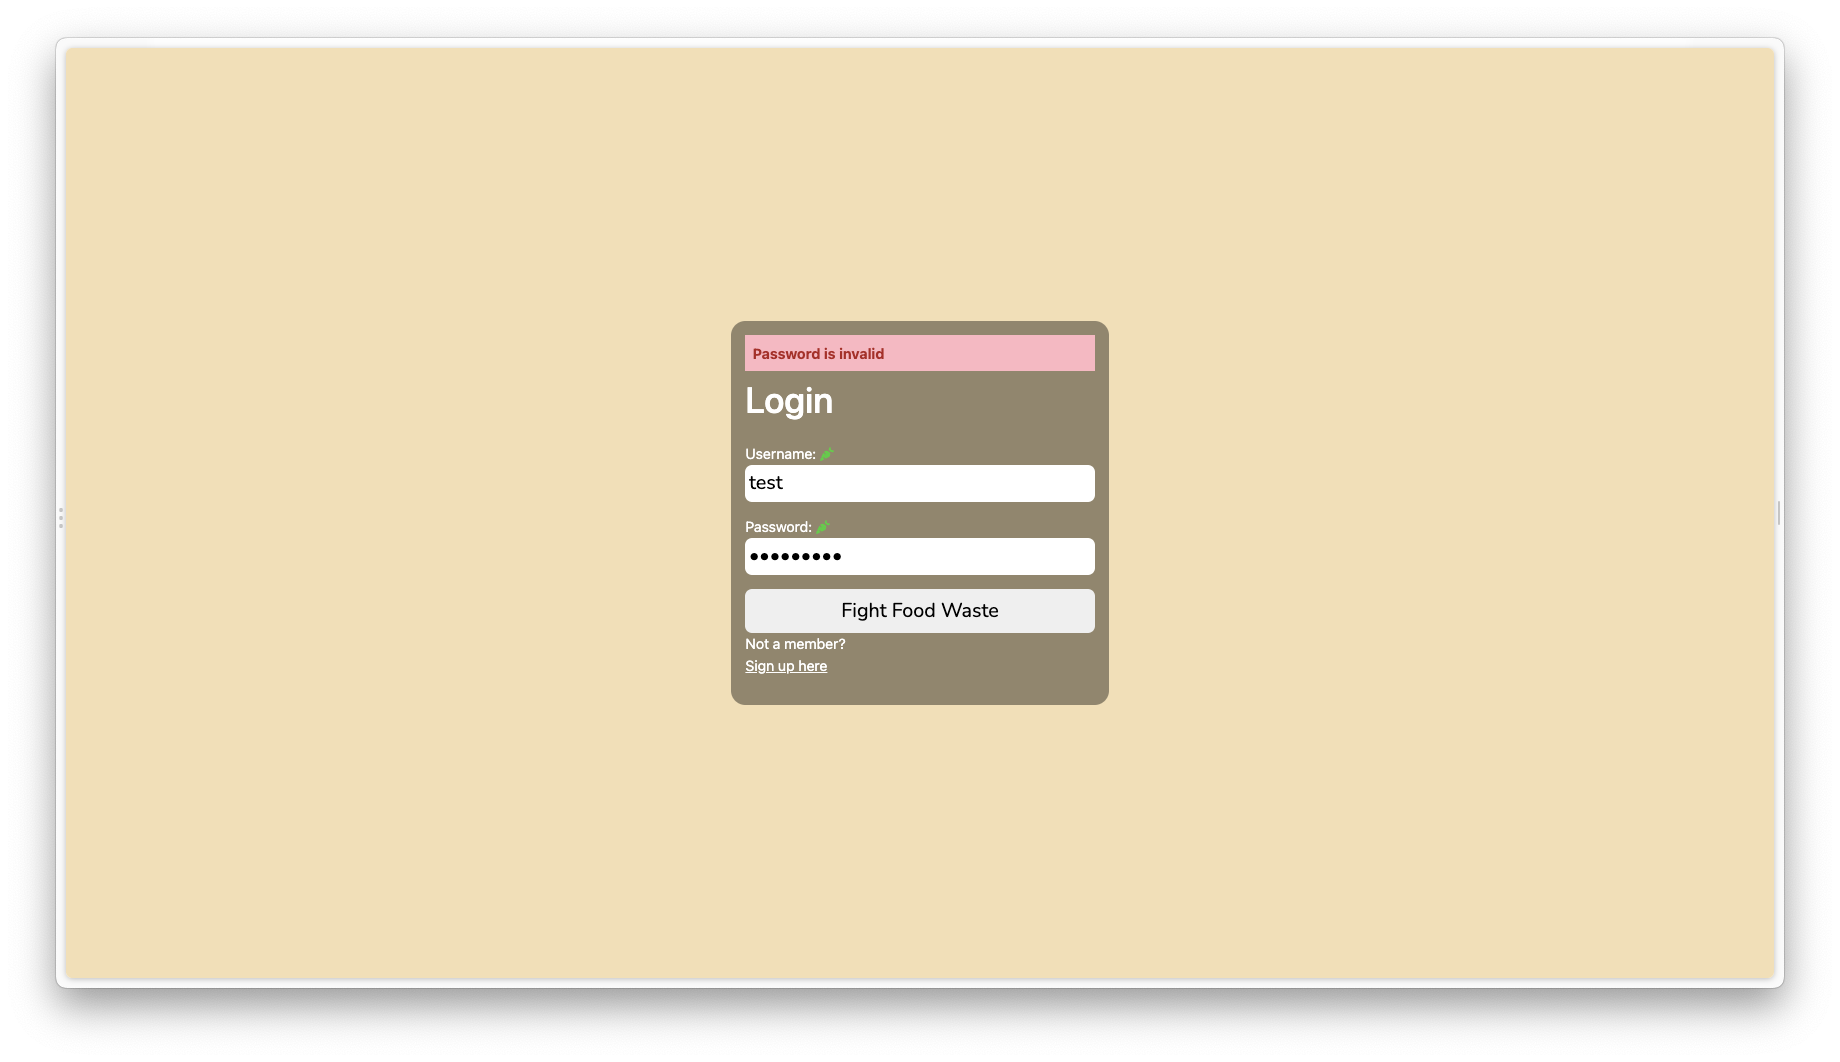 Password is invalid
Login
Username:
test
Password:
Fight Food Waste
Not a member?
Sign up here